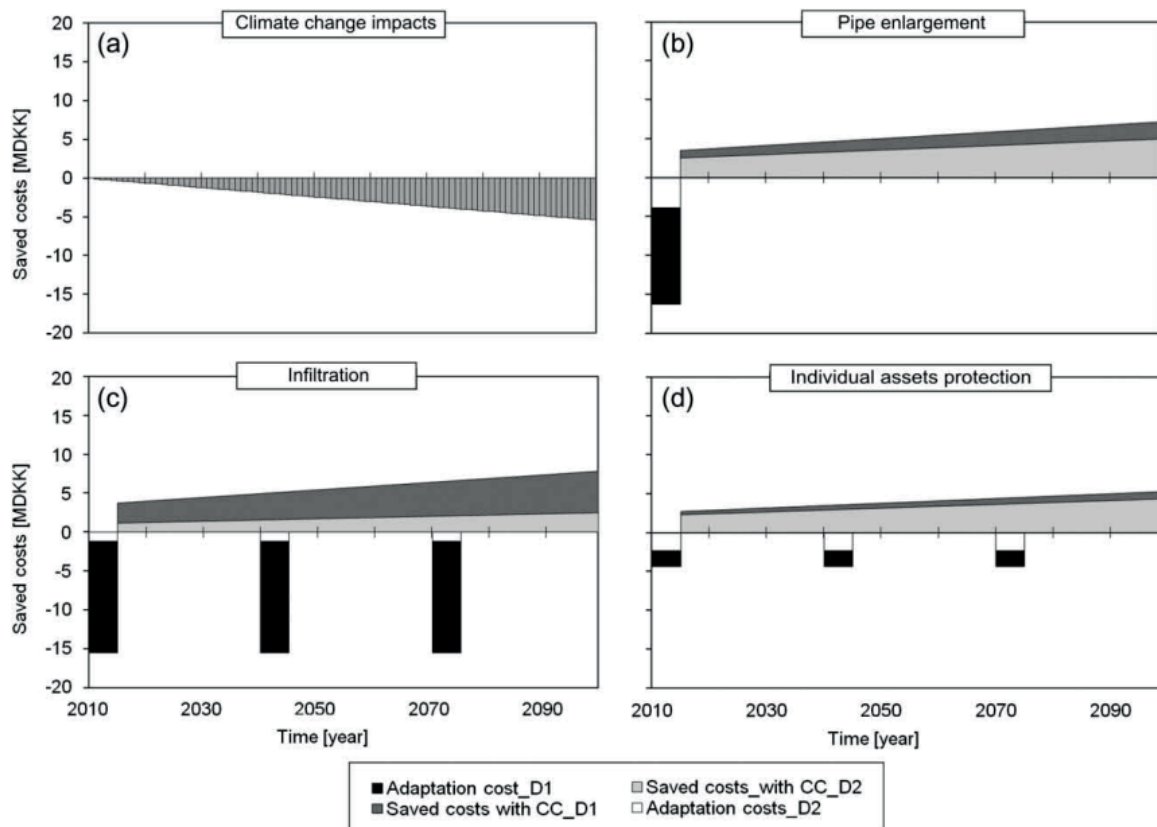 Climate change impacts
(a)
Saved costs [MDKK]
20
15
10
5
0
-5
-10
-15
-20
Pipe enlargement
(b)
Infiltration
(c)
Saved costs [MDKK]
20
15
10
5
0
-5
-10
-15
-20
2010 2030 2050 2070 2090
Time [year]
Individual assets protection
(d)
2010 2030 2050 2070 2090
Time [year]
Adaptation cost_D1
Saved costs_with CC_D2
Saved costs with CC_D1
Adaptation costs_D2